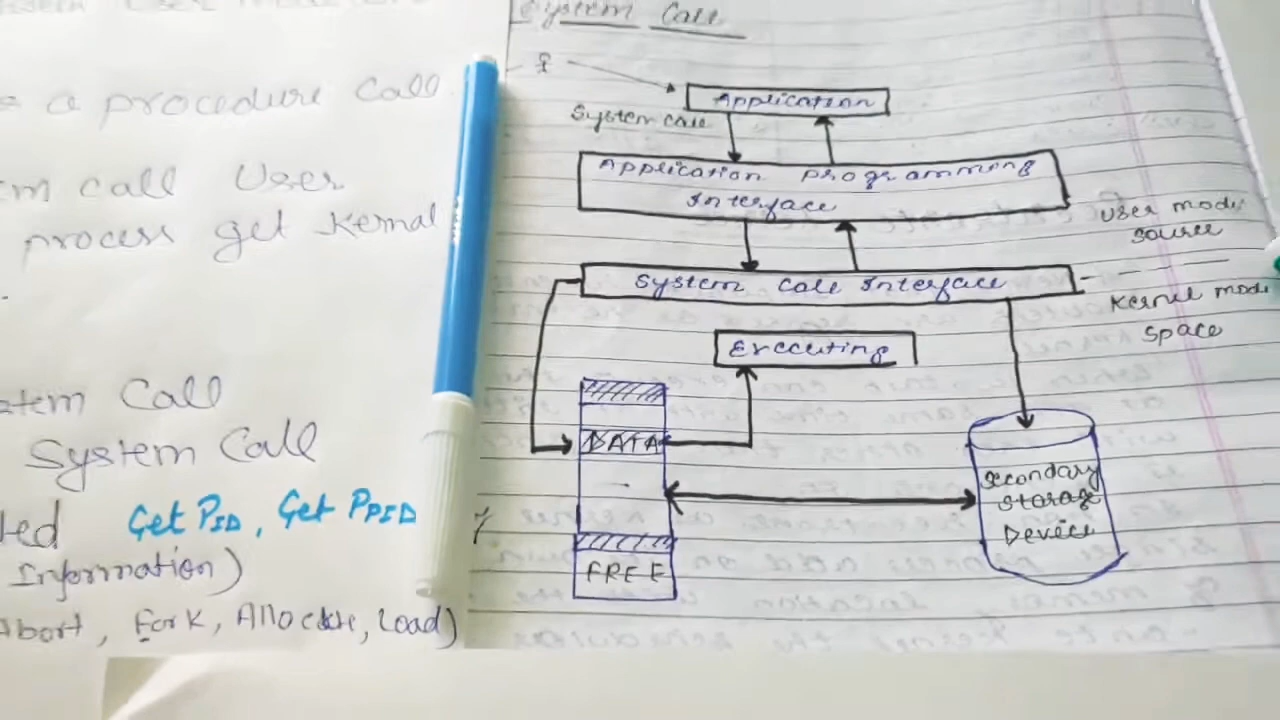 a procedure call
call User
process get Kernal
Call
System Call
Get PID, Get PPID
Information)
Abort, Fork, Allocate, Load)
System Call
Application
System call
Application programming
Interface
User mode
source
System Call Interface
Kernel mode
space
Executing
DATA
Secondary
Storage
Device
FREE